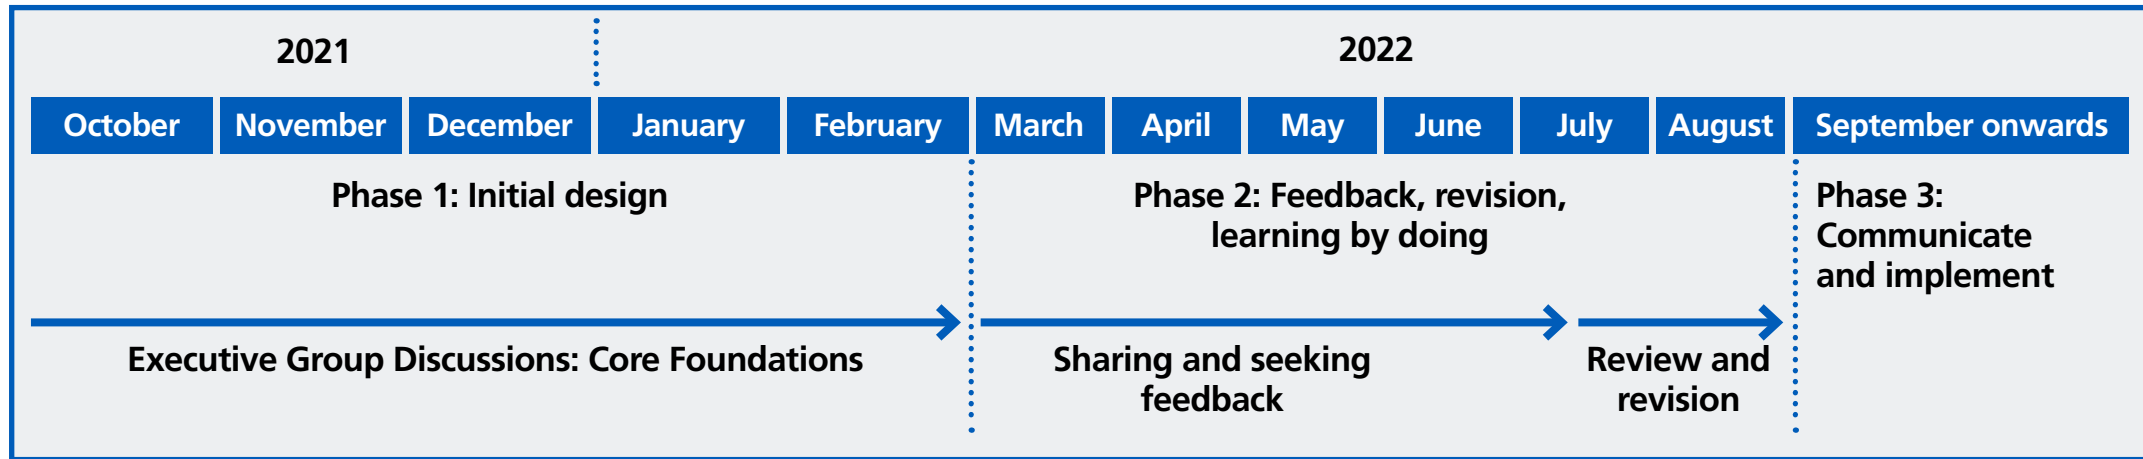 2021
2022
October November December January February March April May June July August September onwards
Phase 1: Initial design
Phase 2: Feedback, revision,
learning by doing
Phase 3:
Communicate
and implement
Executive Group Discussions: Core Foundations
Sharing and seeking
feedback
Review and
revision